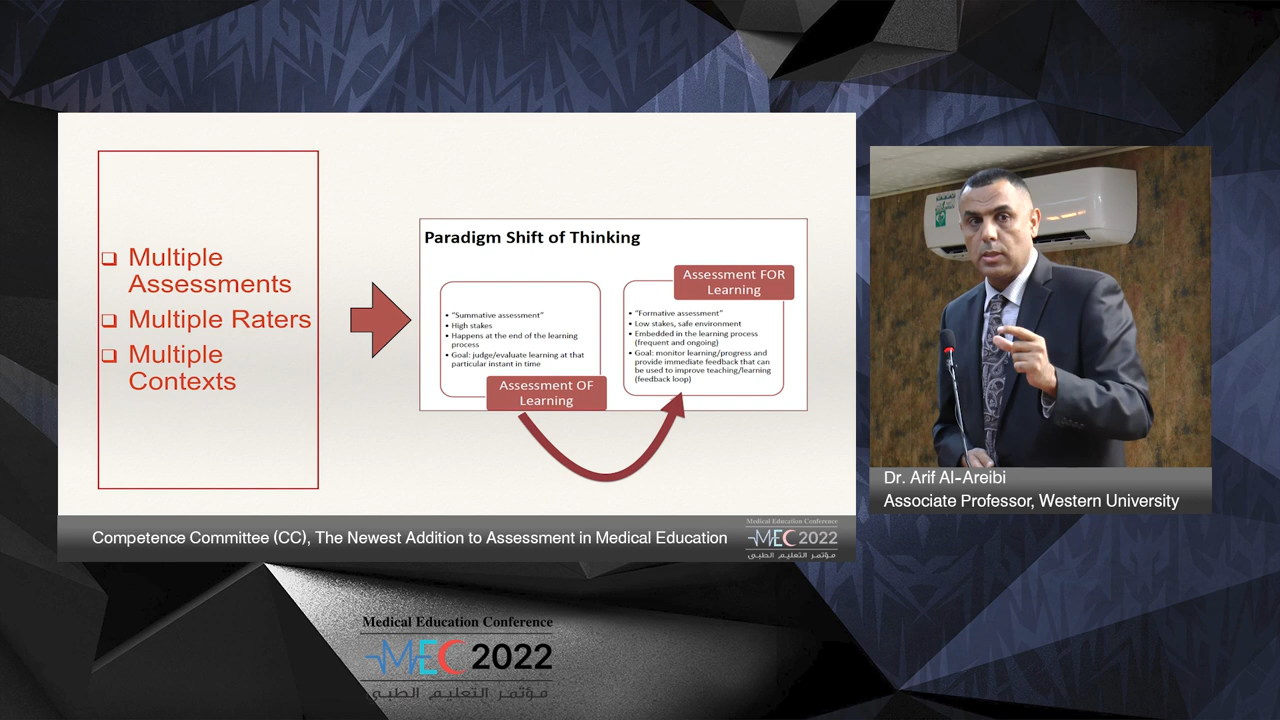 ❑ Multiple
Assessments
❑ Multiple Raters
❑ Multiple
Contexts
Paradigm Shift of Thinking
• “Summative assessment”
• High stakes
• Happens at the end of the learning
process
• Goal: judge/evaluate learning at that
particular instant in time
Assessment OF
Learning
Assessment FOR
Learning
• “Formative assessment”
• Low stakes, safe environment
• Embedded in the learning process
(frequent and ongoing)
• Goal: monitor learning/progress and
provide immediate feedback that can
be used to improve teaching/learning
(feedback loop)
Dr. Arif Al-Areibi
Associate Professor, Western University
Competence Committee (CC), The Newest Addition to Assessment in Medical Education
Medical Education Conference
MEC 2022
مؤتمر التعليم الطبي
Medical Education Conference
MEC 2022
مؤتمر التعليم الطبي